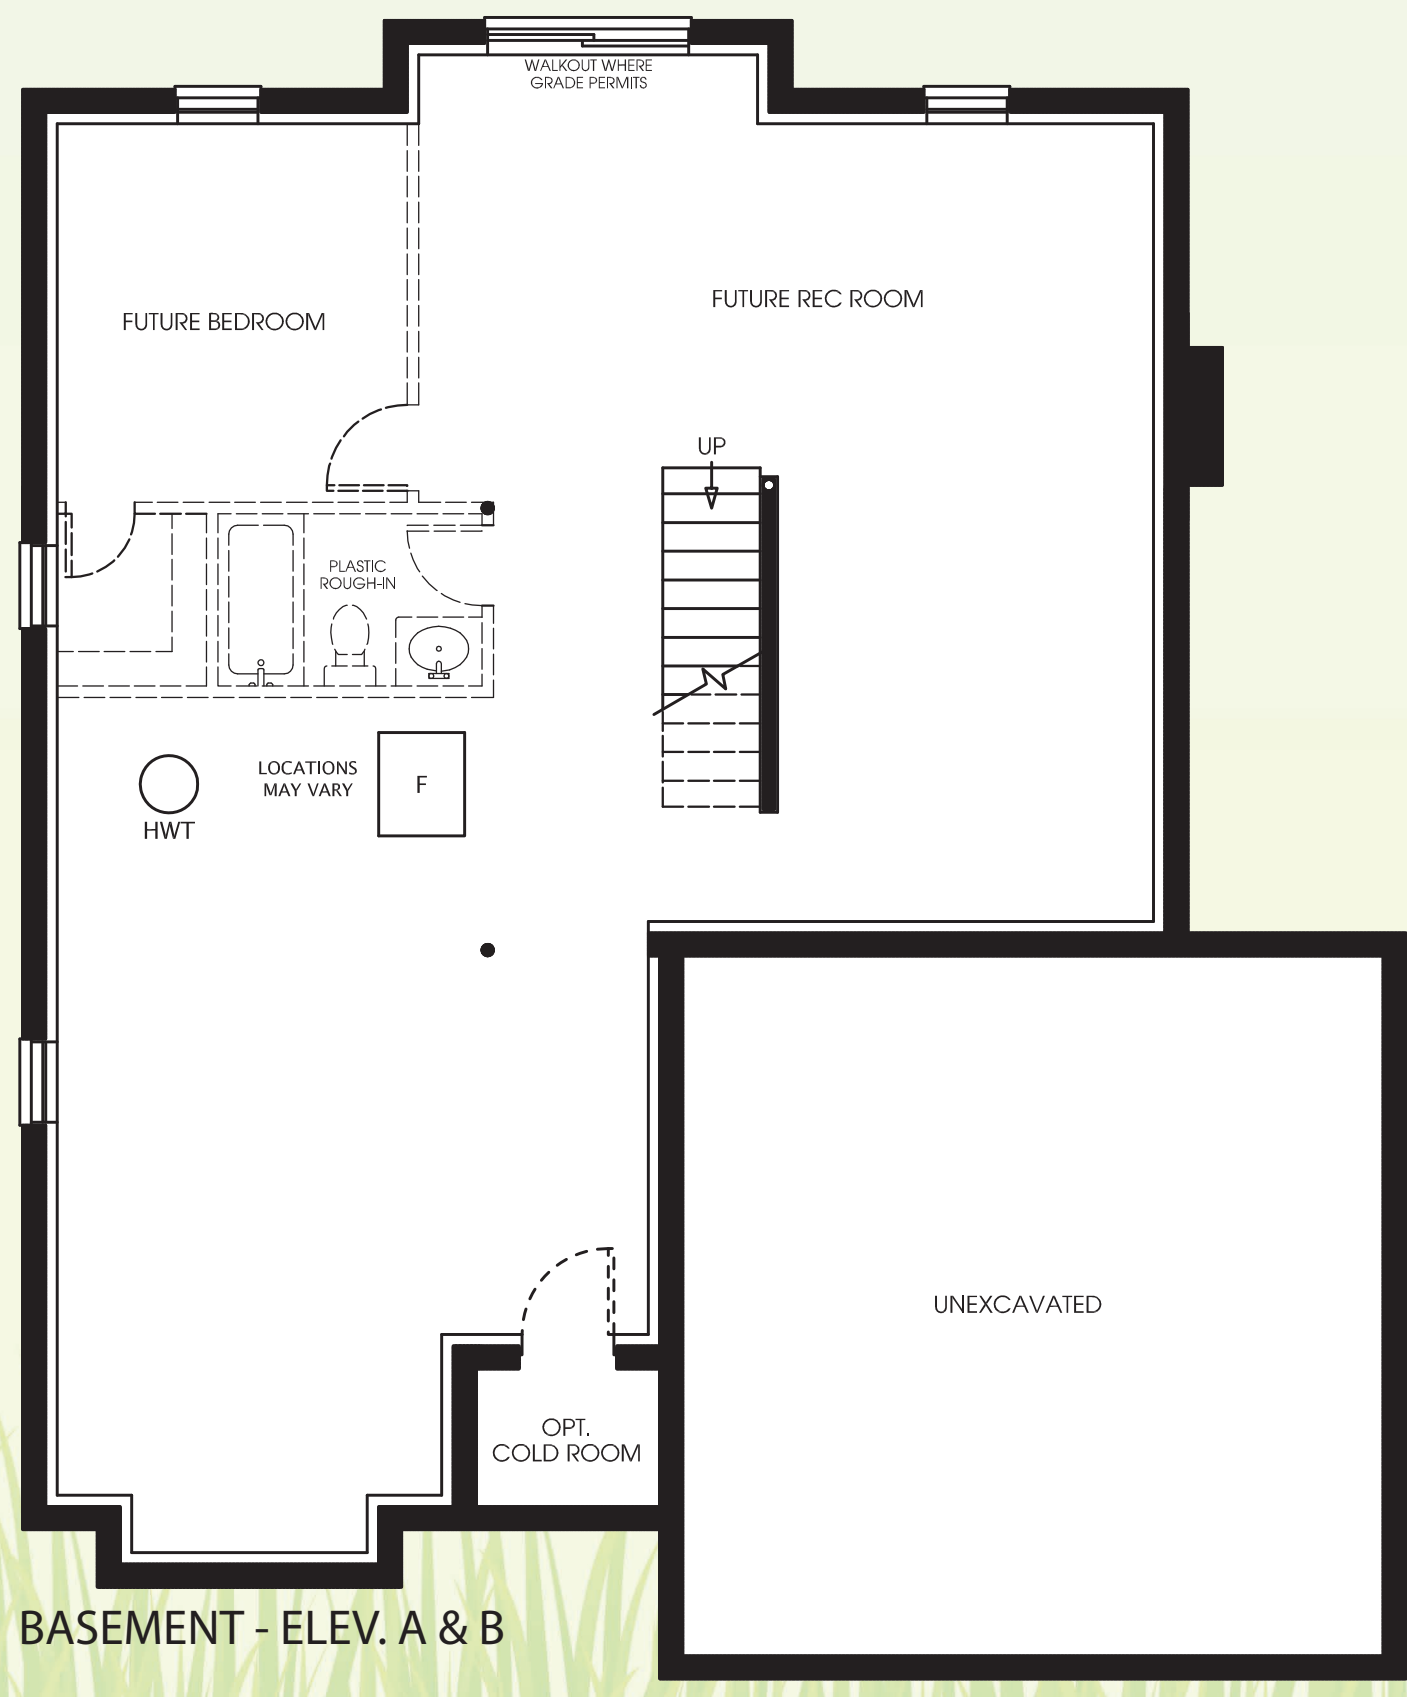 WALKOUT WHERE
GRADE PERMITS
FUTURE REC ROOM
FUTURE BEDROOM
UP
PLASTIC
ROUGH-IN
LOCATIONS
MAY VARY
F
HWT
UNEXCAVATED
OPT.
COLD ROOM
BASEMENT - ELEV. A & B